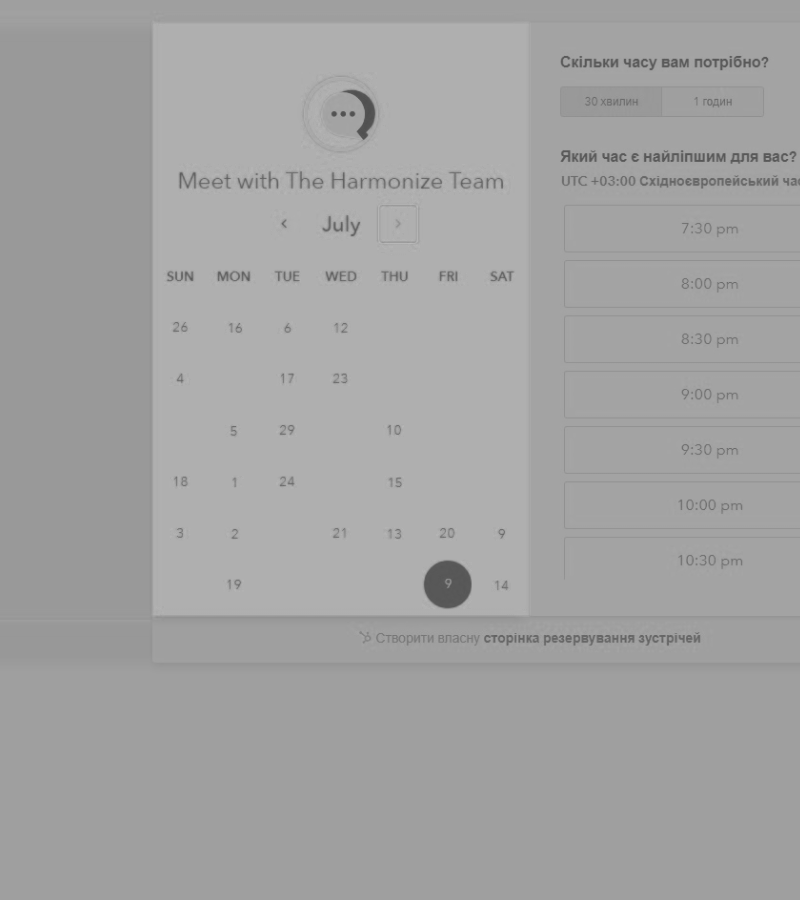 Meet with The Harmonize Team
July
SUN MON TUE WED THU FRI SAT
26 16 6 12
4 17 23
5 29 10
18 1 24 15
3 2 21 13 20 9
19 9 14
Скільки часу вам потрібно?
30 хвилин 1 годин
Який час є найліпшим для вас?
UTC +03:00 Східноєвропейський
7:30 pm
8:00 pm
8:30 pm
9:00 pm
9:30 pm
10:00 pm
10:30 pm
Створити власну сторінка резервування зустрічей